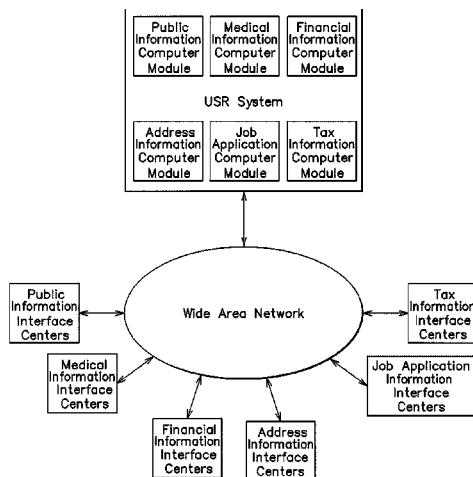 Public
Information
Computer
Module
Medical
Information
Computer
Module
Financial
Information
Computer
Module
USR System
Address
Information
Computer
Module
Job
Application
Computer
Module
Tax
Information
Computer
Module
Wide Area Network
Public
Information
Interface
Centers
Medical
Information
Interface
Centers
Financial
Information
Interface
Centers
Address
Information
Interface
Centers
Job Application
Information
Interface
Centers
Tax
Information
Interface
Centers